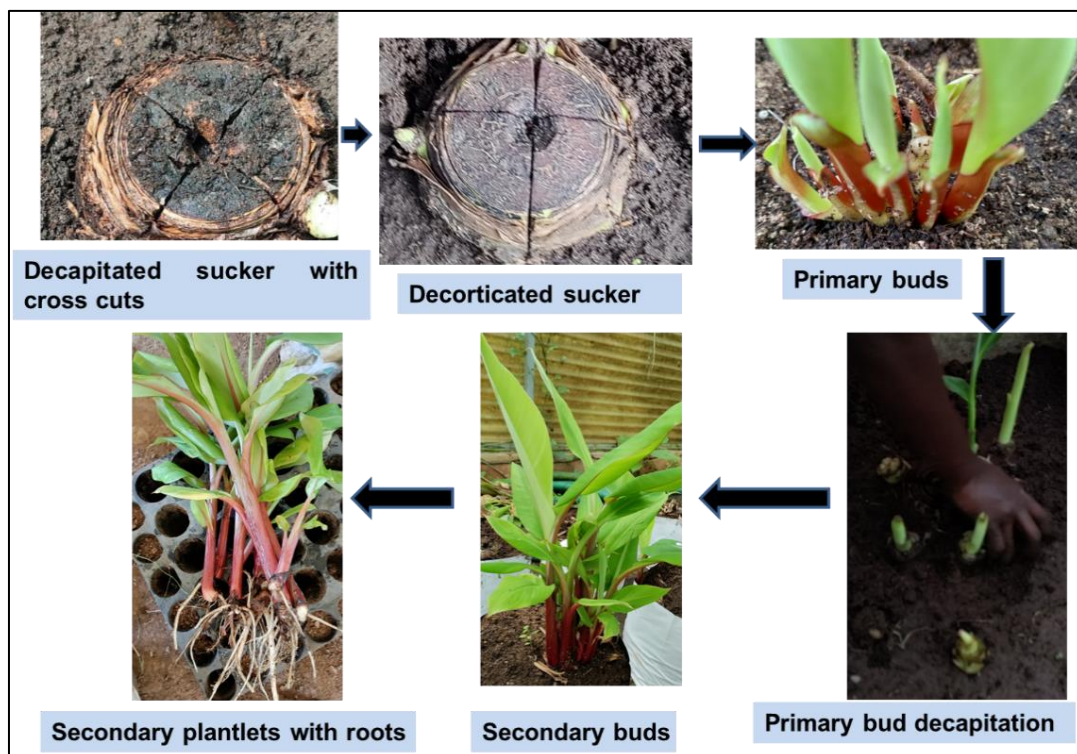 Decapitated sucker with
cross cuts
Decorticated sucker
Primary buds
Primary bud decapitation
Secondary buds
Secondary plantlets with roots